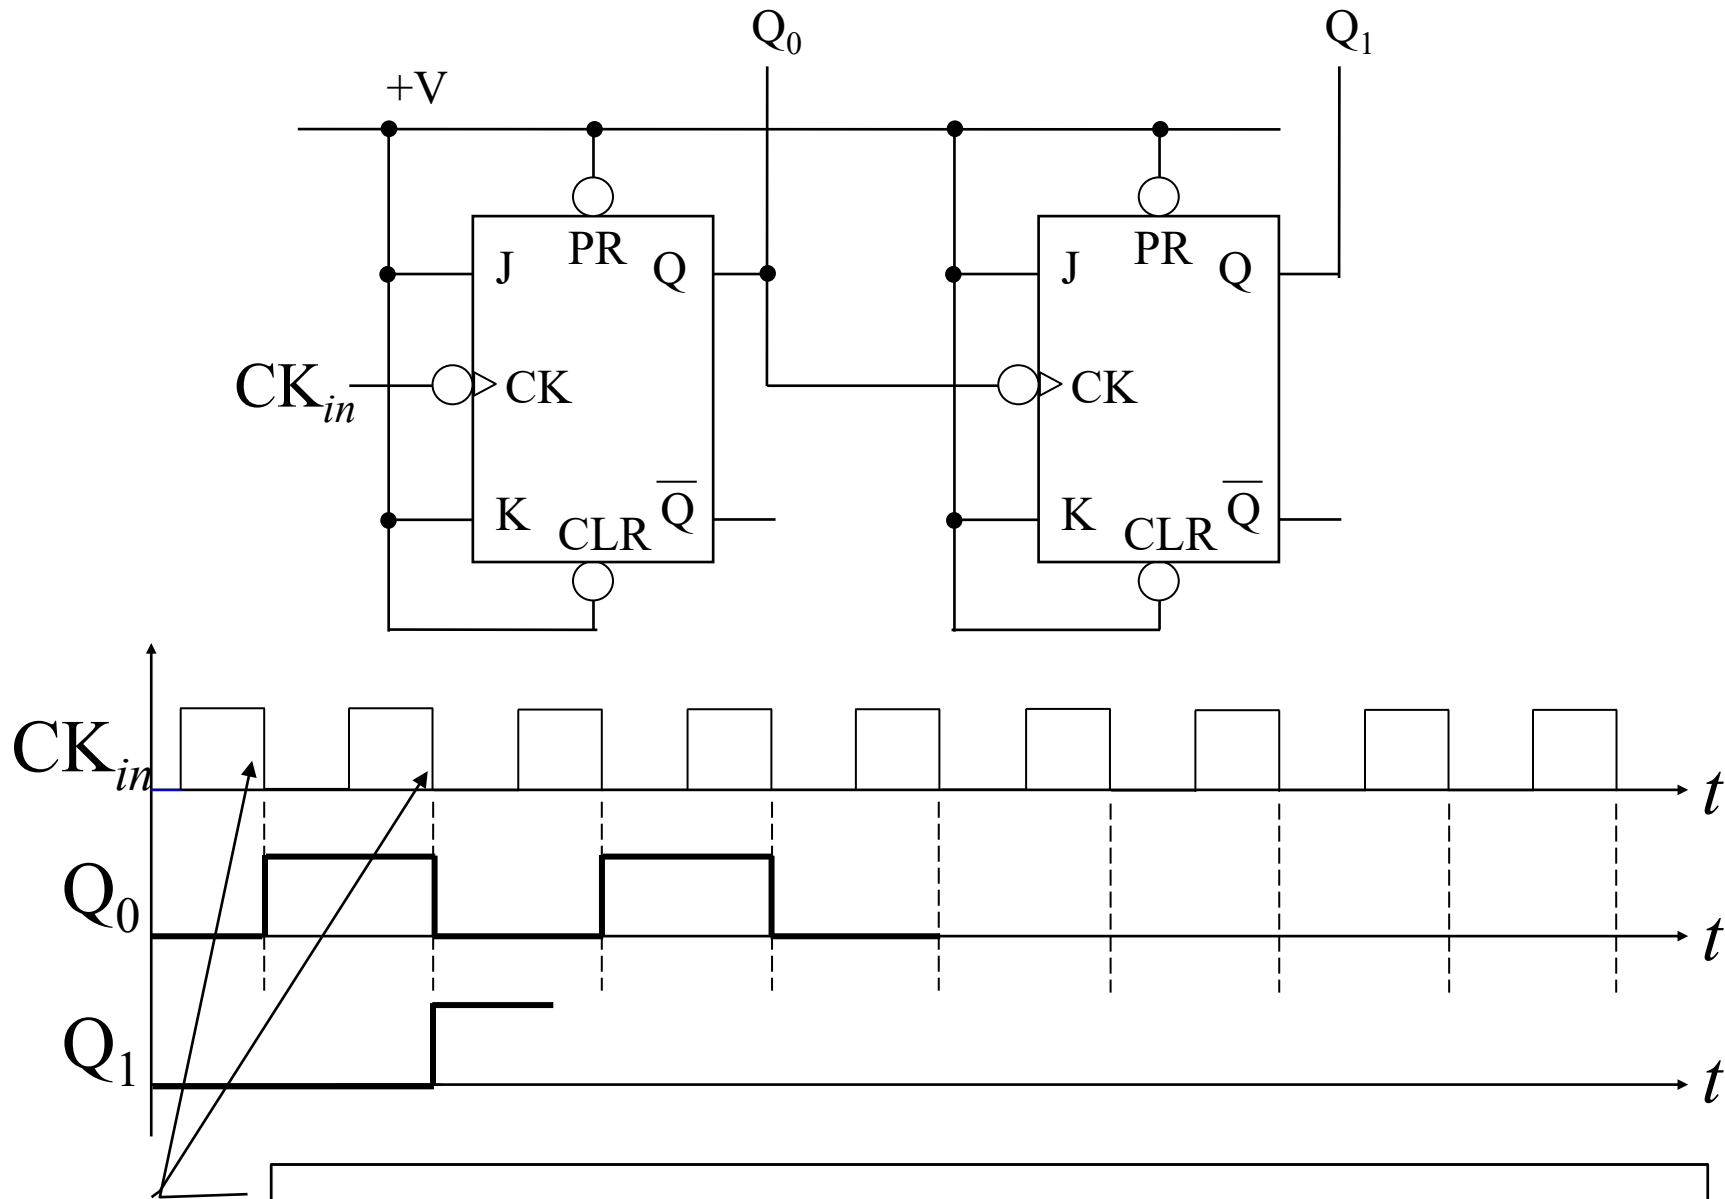 Q₀ Q₁
+V
PR PR
J Q J Q
CKᵢₙ CK CK
K Q̅ K Q̅
CLR CLR
CKᵢₙ
t
Q₀
t
Q₁
t